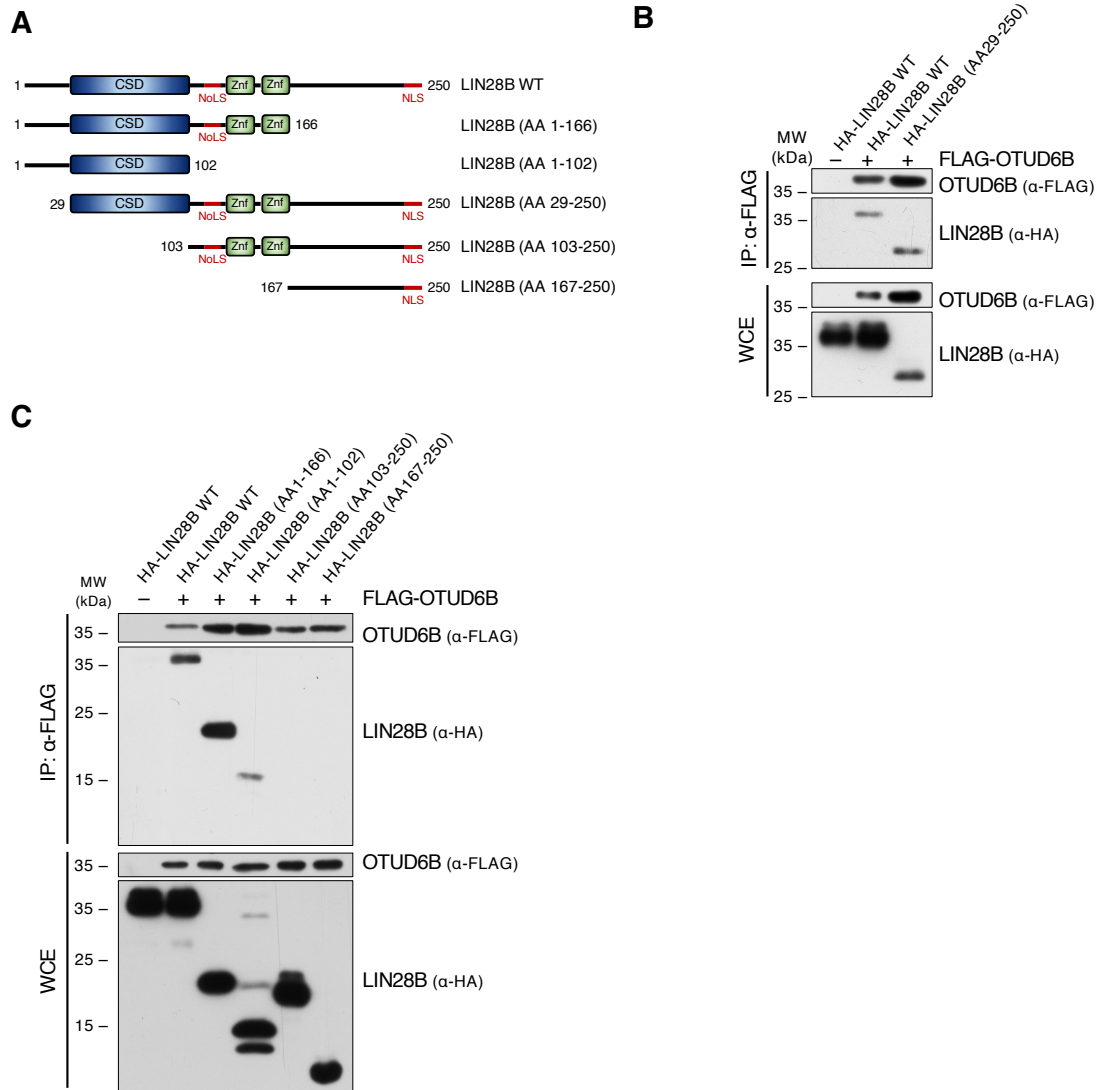 A
1 CSD NoLS Znf Znf NLS 250 LIN28B WT
1 CSD NoLS Znf Znf 166 LIN28B (AA 1-166)
1 CSD 102 LIN28B (AA 1-102)
29 CSD NoLS Znf Znf NLS 250 LIN28B (AA 29-250)
103 NoLS Znf Znf NLS 250 LIN28B (AA 103-250)
167 NLS 250 LIN28B (AA 167-250)
B
HA-LIN28B WT
HA-LIN28B WT
HA-LIN28B (AA29-250)
MW
(kDa)
– + + FLAG-OTUD6B
IP: α-FLAG
35 – OTUD6B (α-FLAG)
35 –
LIN28B (α-HA)
25 –
WCE
35 – OTUD6B (α-FLAG)
35 – LIN28B (α-HA)
25 –
C
HA-LIN28B WT
HA-LIN28B WT
HA-LIN28B (AA1-166)
HA-LIN28B (AA1-102)
HA-LIN28B (AA103-250)
HA-LIN28B (AA167-250)
MW
(kDa)
– + + + + + FLAG-OTUD6B
IP: α-FLAG
35 – OTUD6B (α-FLAG)
35 –
25 –
LIN28B (α-HA)
15 –
WCE
35 – OTUD6B (α-FLAG)
35 –
25 –
LIN28B (α-HA)
15 –